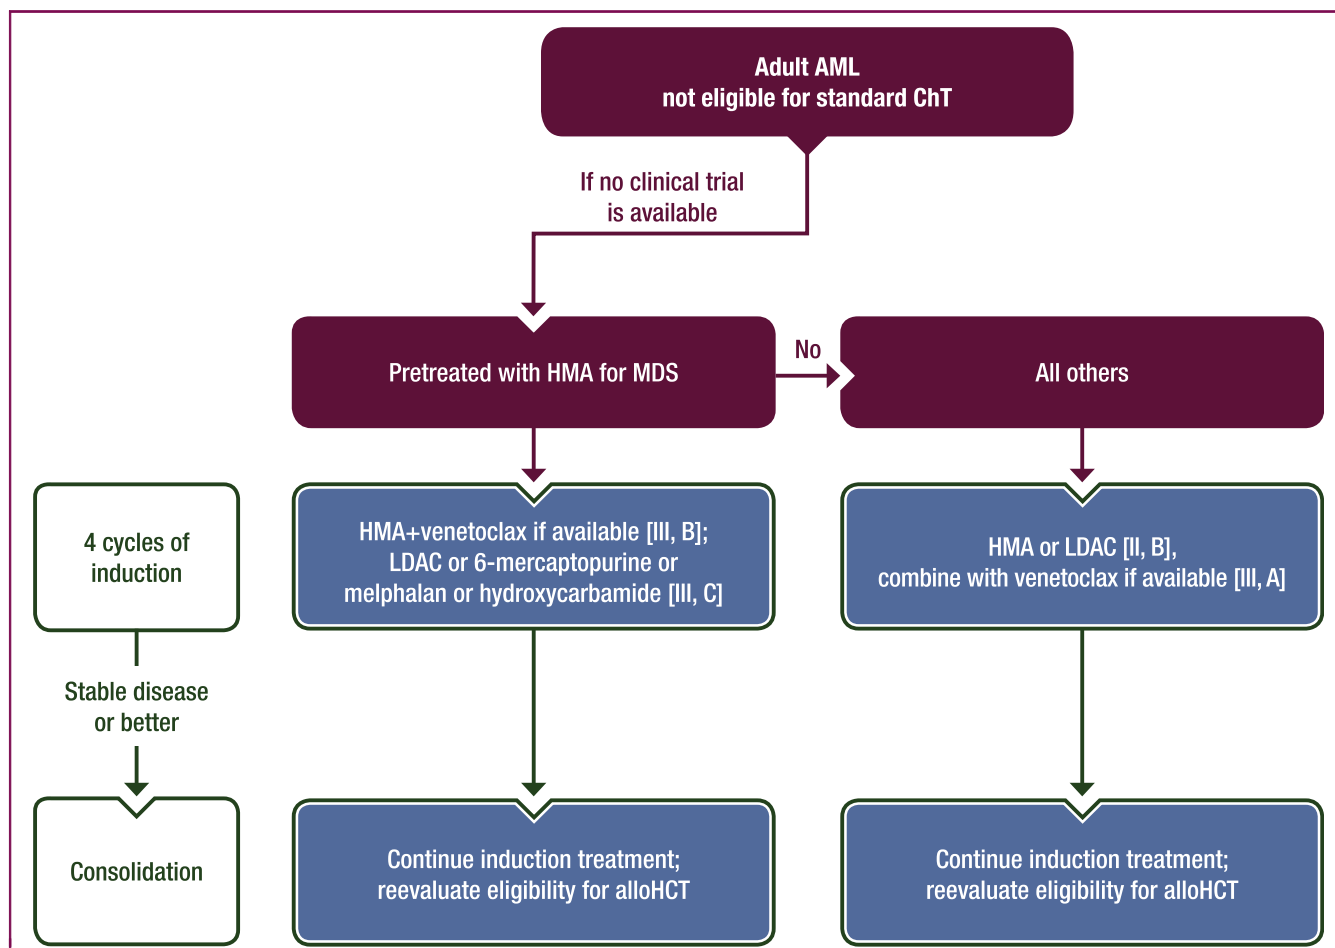 Adult AML
not eligible for standard ChT
If no clinical trial
is available
Pretreated with HMA for MDS
No
All others
4 cycles of
induction
HMA+venetoclax if available [III, B];
LDAC or 6-mercaptopurine or
melphalan or hydroxycarbamide [III, C]
HMA or LDAC [II, B],
combine with venetoclax if available [III, A]
Stable disease
or better
Consolidation
Continue induction treatment;
reevaluate eligibility for alloHCT
Continue induction treatment;
reevaluate eligibility for alloHCT